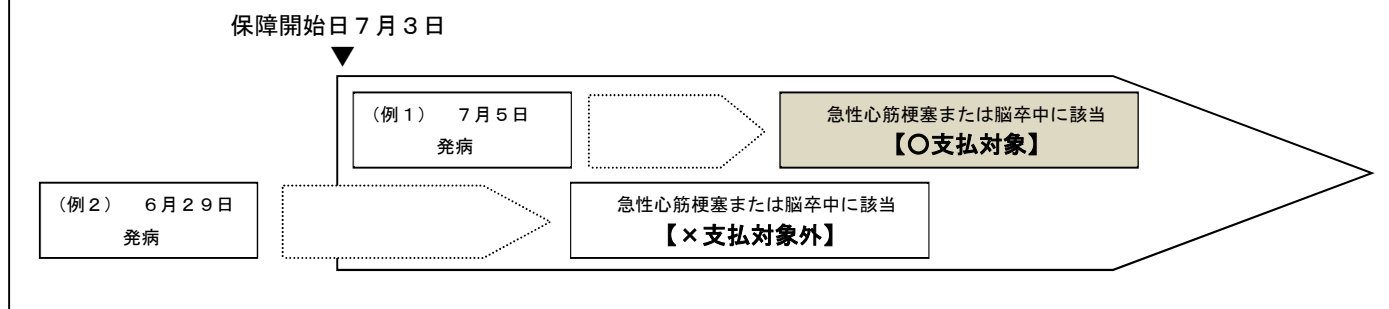 保障開始日７月３日
▼
（例１）　７月５日
発病
急性心筋梗塞または脳卒中に該当
【○支払対象】
（例２）　６月２９日
発病
急性心筋梗塞または脳卒中に該当
【×支払対象外】